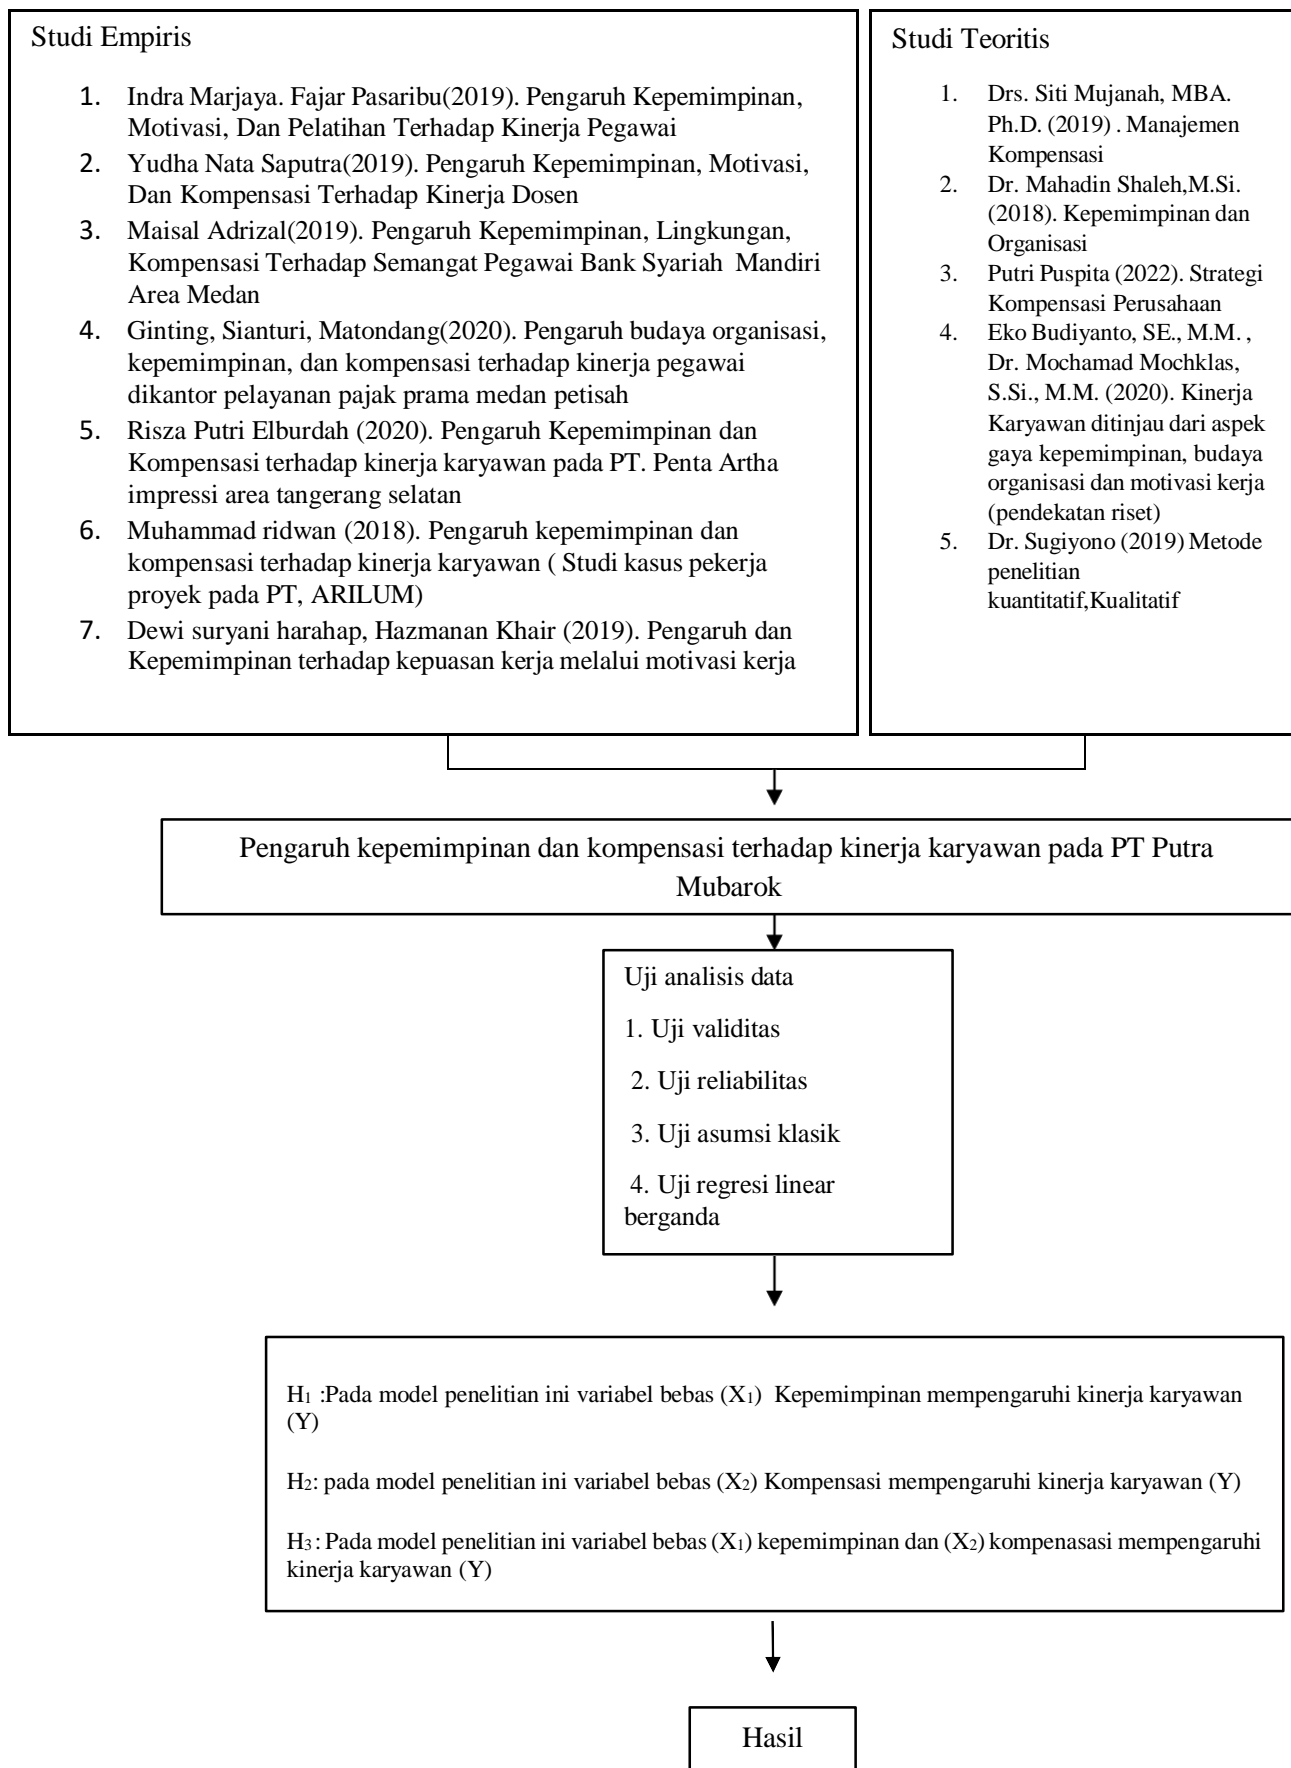 Studi Empiris
1. Indra Marjaya. Fajar Pasaribu(2019). Pengaruh Kepemimpinan,
Motivasi, Dan Pelatihan Terhadap Kinerja Pegawai
2. Yudha Nata Saputra(2019). Pengaruh Kepemimpinan, Motivasi,
Dan Kompensasi Terhadap Kinerja Dosen
3. Maisal Adrizal(2019). Pengaruh Kepemimpinan, Lingkungan,
Kompensasi Terhadap Semangat Pegawai Bank Syariah Mandiri
Area Medan
4. Ginting, Sianturi, Matondang(2020). Pengaruh budaya organisasi,
kepemimpinan, dan kompensasi terhadap kinerja pegawai
dikantor pelayanan pajak prama medan petisah
5. Risza Putri Elburdah (2020). Pengaruh Kepemimpinan dan
Kompensasi terhadap kinerja karyawan pada PT. Penta Artha
impressi area tangerang selatan
6. Muhammad ridwan (2018). Pengaruh kepemimpinan dan
kompensasi terhadap kinerja karyawan ( Studi kasus pekerja
proyek pada PT, ARILUM)
7. Dewi suryani harahap, Hazmanan Khair (2019). Pengaruh dan
Kepemimpinan terhadap kepuasan kerja melalui motivasi kerja
Studi Teoritis
1. Drs. Siti Mujanah, MBA.
Ph.D. (2019) . Manajemen
Kompensasi
2. Dr. Mahadin Shaleh,M.Si.
(2018). Kepemimpinan dan
Organisasi
3. Putri Puspita (2022). Strategi
Kompensasi Perusahaan
4. Eko Budiyanto, SE., M.M. ,
Dr. Mochamad Mochklas,
S.Si., M.M. (2020). Kinerja
Karyawan ditinjau dari aspek
gaya kepemimpinan, budaya
organisasi dan motivasi kerja
(pendekatan riset)
5. Dr. Sugiyono (2019) Metode
penelitian
kuantitatif,Kualitatif
Pengaruh kepemimpinan dan kompensasi terhadap kinerja karyawan pada PT Putra
Mubarok
Uji analisis data
1. Uji validitas
2. Uji reliabilitas
3. Uji asumsi klasik
4. Uji regresi linear
berganda
H₁ :Pada model penelitian ini variabel bebas (X₁) Kepemimpinan mempengaruhi kinerja karyawan
(Y)
H₂: pada model penelitian ini variabel bebas (X₂) Kompensasi mempengaruhi kinerja karyawan (Y)
H₃ : Pada model penelitian ini variabel bebas (X₁) kepemimpinan dan (X₂) kompenasasi mempengaruhi
kinerja karyawan (Y)
Hasil